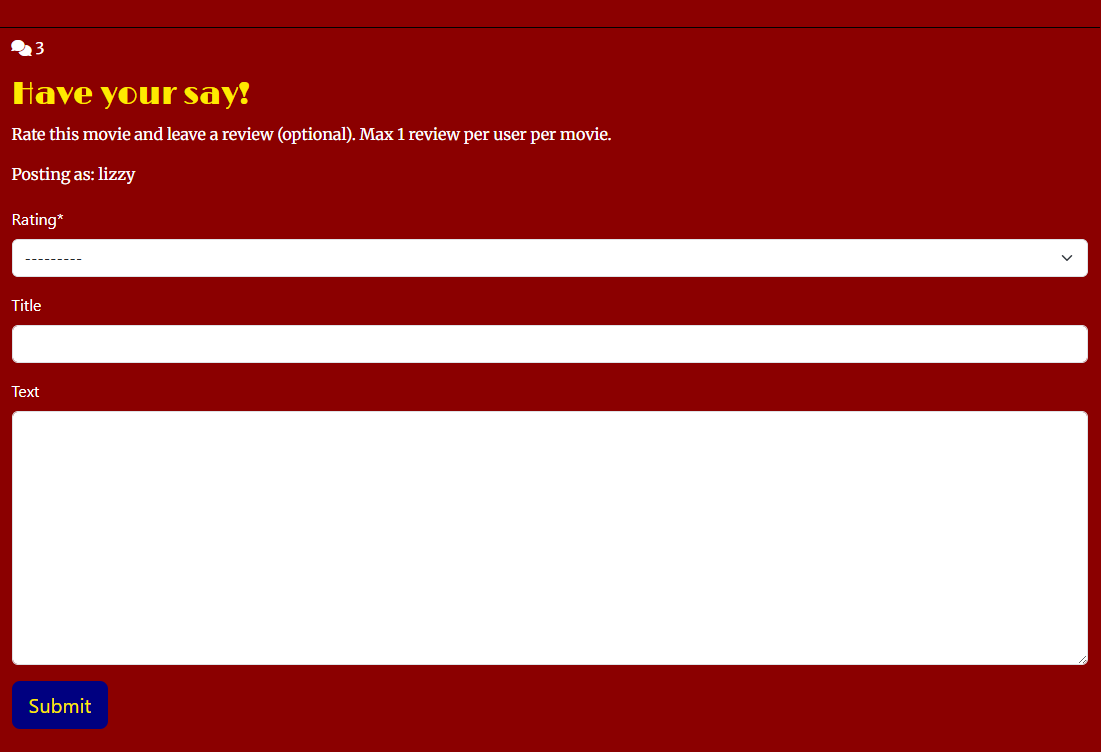 3
Have your say!
Rate this movie and leave a review (optional). Max 1 review per user per movie.
Posting as: lizzy
Rating*
---------
Title
Text
Submit